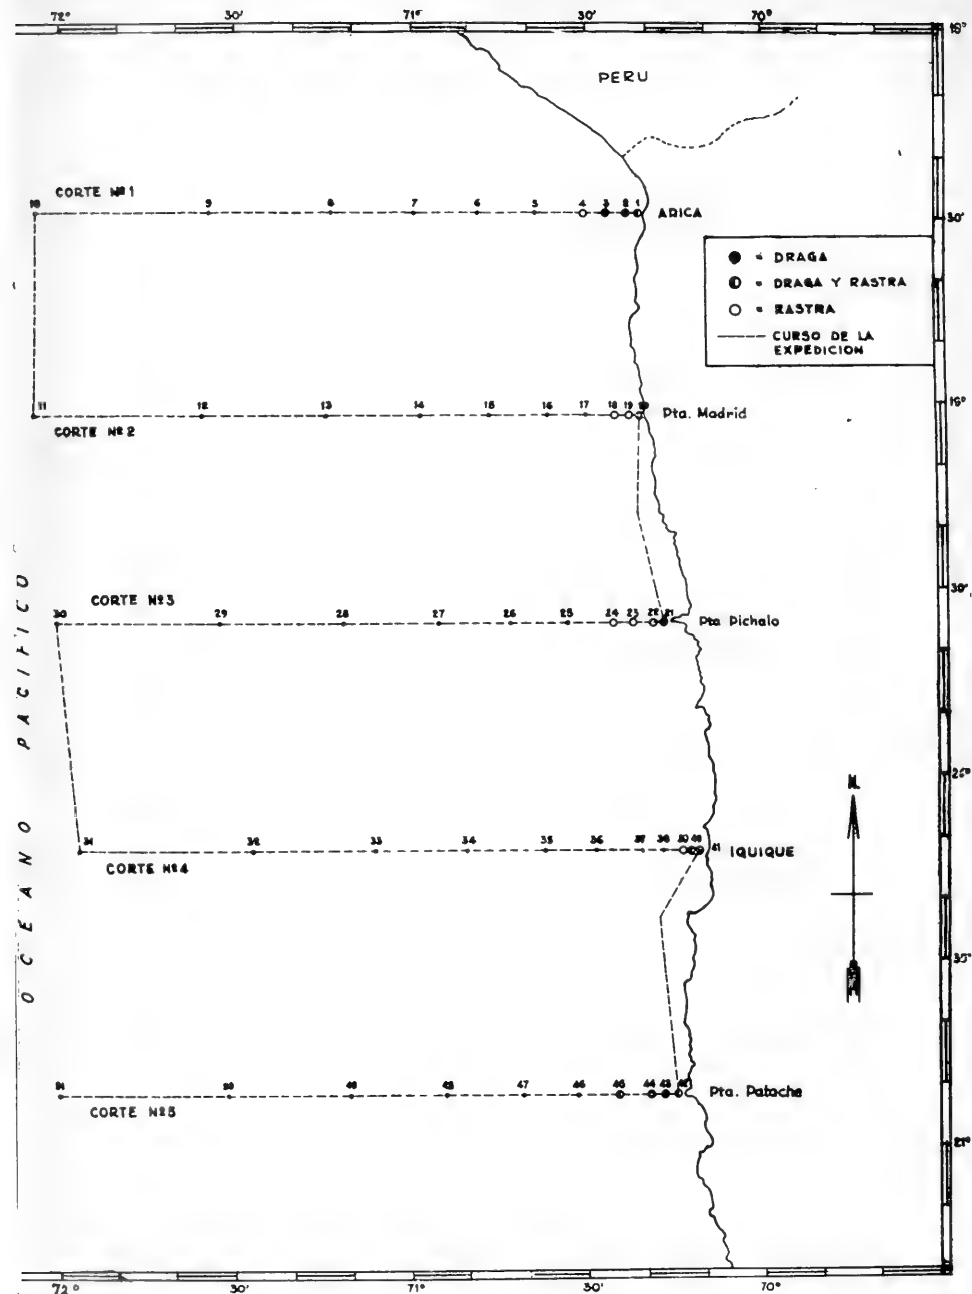 72° 30' 71° 30' 70°
18°
PERU
CORTE Nº1
10 9 8 7 6 5 4 3 2 1 ARICA
30'
● = DRAGA
◐ = DRAGA Y RASTRA
○ = RASTRA
----- CURSO DE LA
EXPEDICION
19°
11 12 13 14 15 16 17 18 19 Pta. Madrid
CORTE Nº2
30'
CORTE Nº3
30 29 28 27 26 25 24 23 22 21 Pta Pichalo
OCEANO PACIFICO
20°
N
31 32 33 34 35 36 37 38 39 40 41 IQUIQUE
CORTE Nº4
30'
51 50 49 48 47 46 45 44 43 42 Pta. Patache
CORTE Nº5
21°
72° 30' 71° 30' 70°